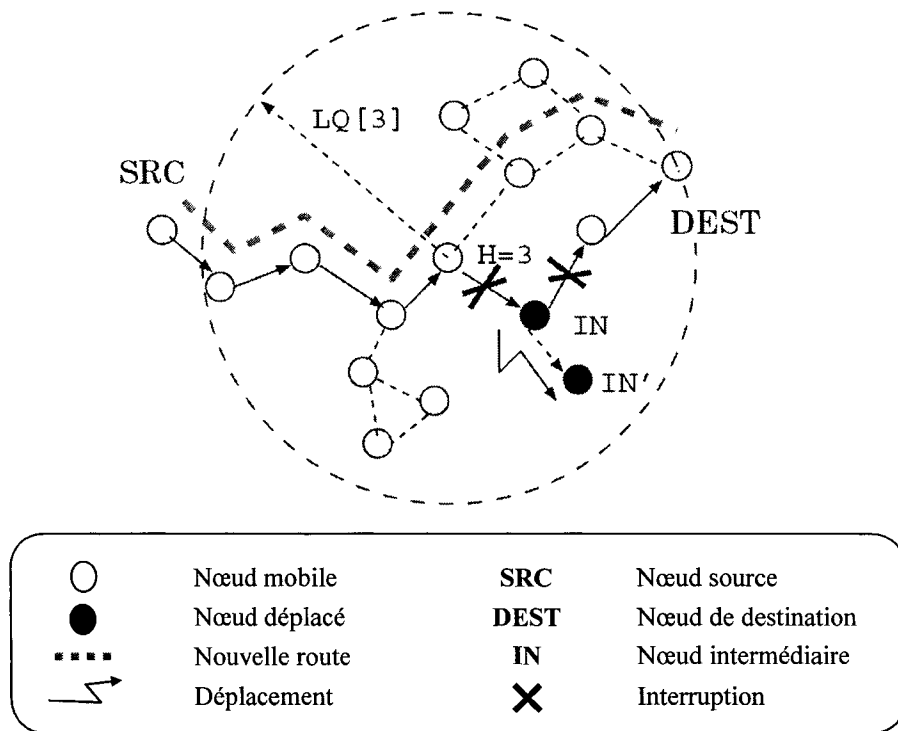 LQ[3]
SRC
DEST
H=3
IN
IN'
Nœud mobile SRC Nœud source
Nœud déplacé DEST Nœud de destination
Nouvelle route IN Nœud intermédiaire
Déplacement Interruption